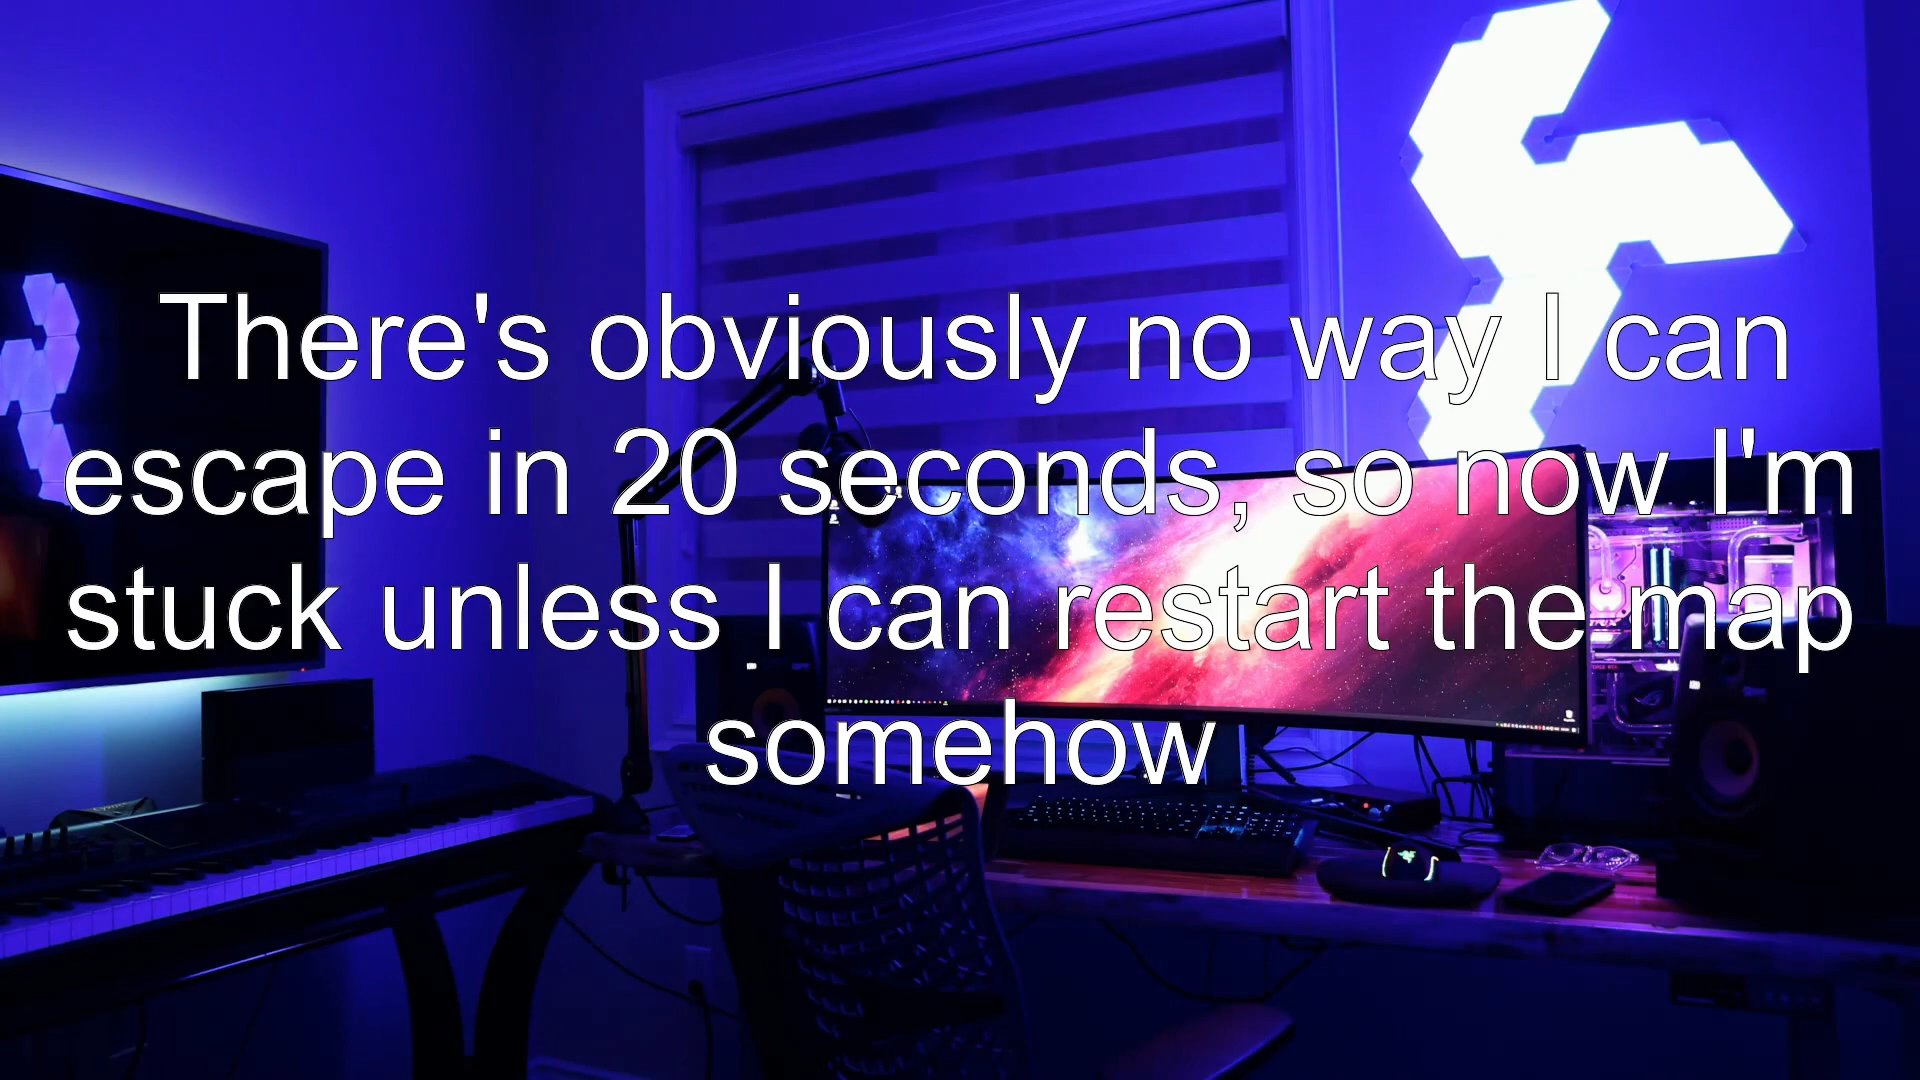 There's obviously no way I can
escape in 20 seconds, so now I'm
stuck unless I can restart the map
somehow